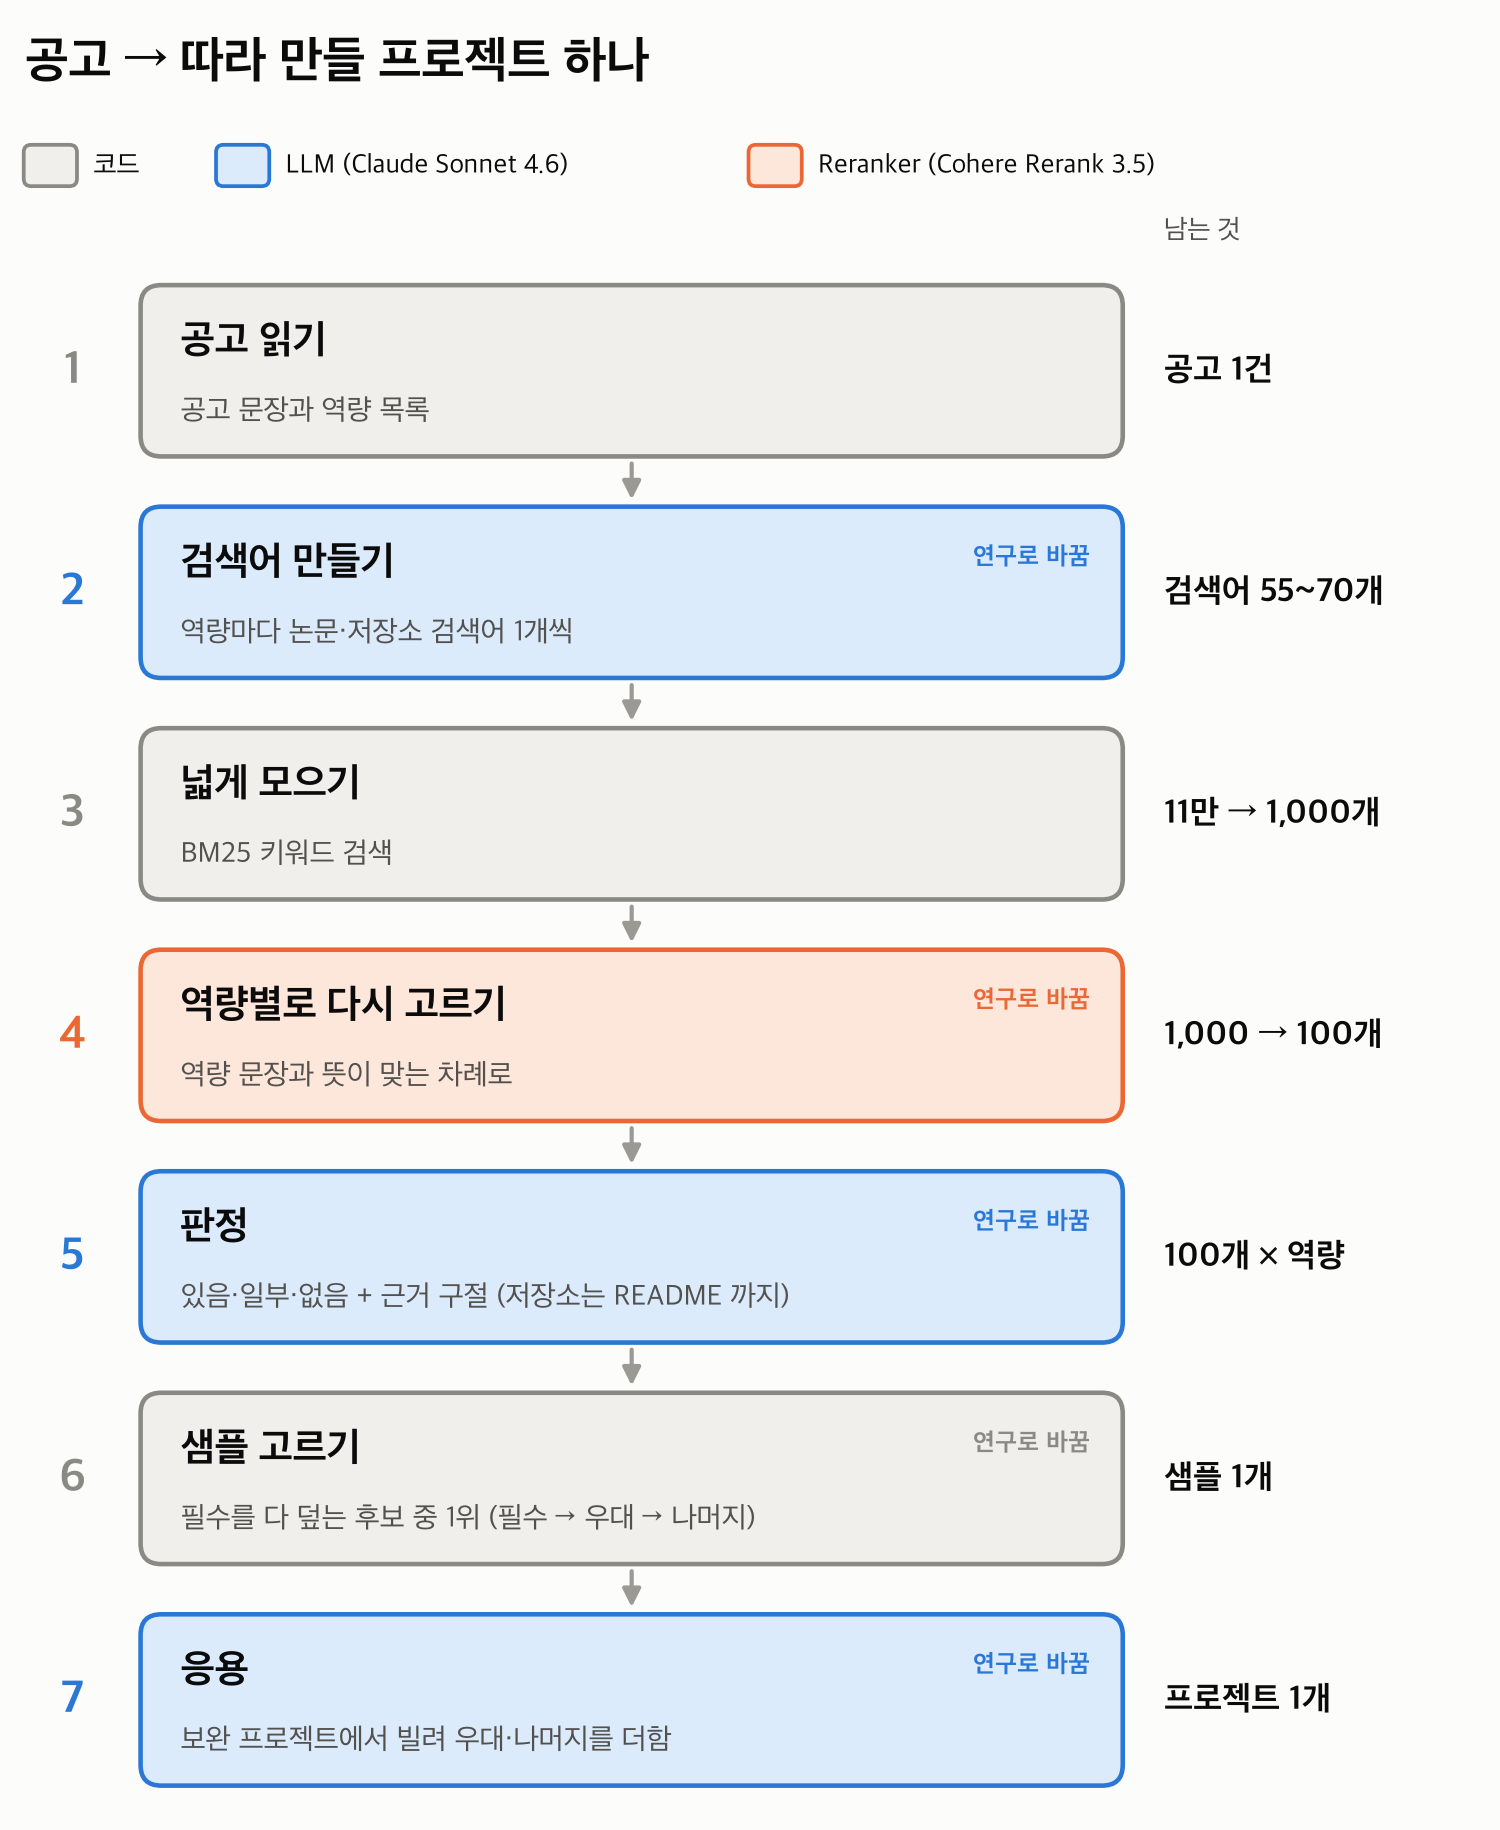 공고 → 따라 만들 프로젝트 하나
코드
LLM (Claude Sonnet 4.6)
Reranker (Cohere Rerank 3.5)
남는 것
1
공고 읽기
공고 문장과 역량 목록
공고 1건
2
검색어 만들기
연구로 바꿈
역량마다 논문·저장소 검색어 1개씩
검색어 55~70개
3
넓게 모으기
BM25 키워드 검색
11만 → 1,000개
4
역량별로 다시 고르기
연구로 바꿈
역량 문장과 뜻이 맞는 차례로
1,000 → 100개
5
판정
연구로 바꿈
있음·일부·없음 + 근거 구절 (저장소는 README 까지)
100개 × 역량
6
샘플 고르기
연구로 바꿈
필수를 다 덮는 후보 중 1위 (필수 → 우대 → 나머지)
샘플 1개
7
응용
연구로 바꿈
보완 프로젝트에서 빌려 우대·나머지를 더함
프로젝트 1개